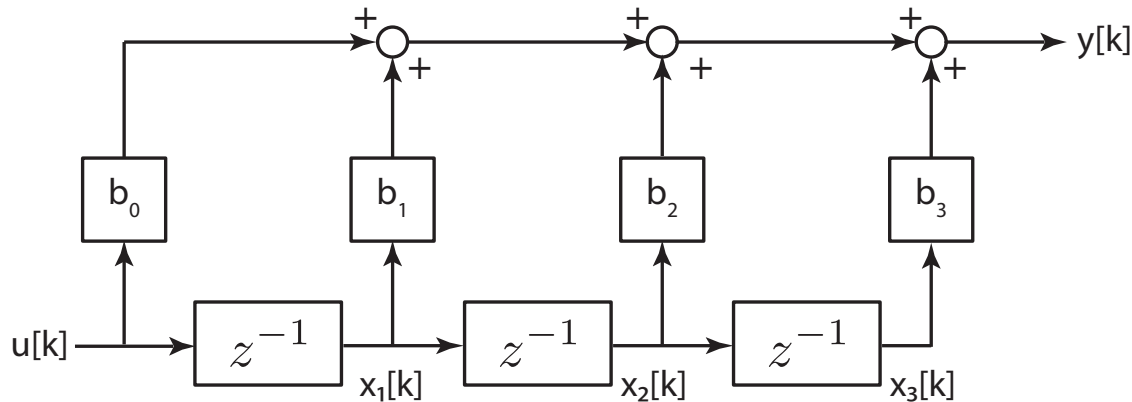 + + +
+ + + y[k]
b₀ b₁ b₂ b₃
u[k] z⁻¹ z⁻¹ z⁻¹
x₁[k] x₂[k] x₃[k]